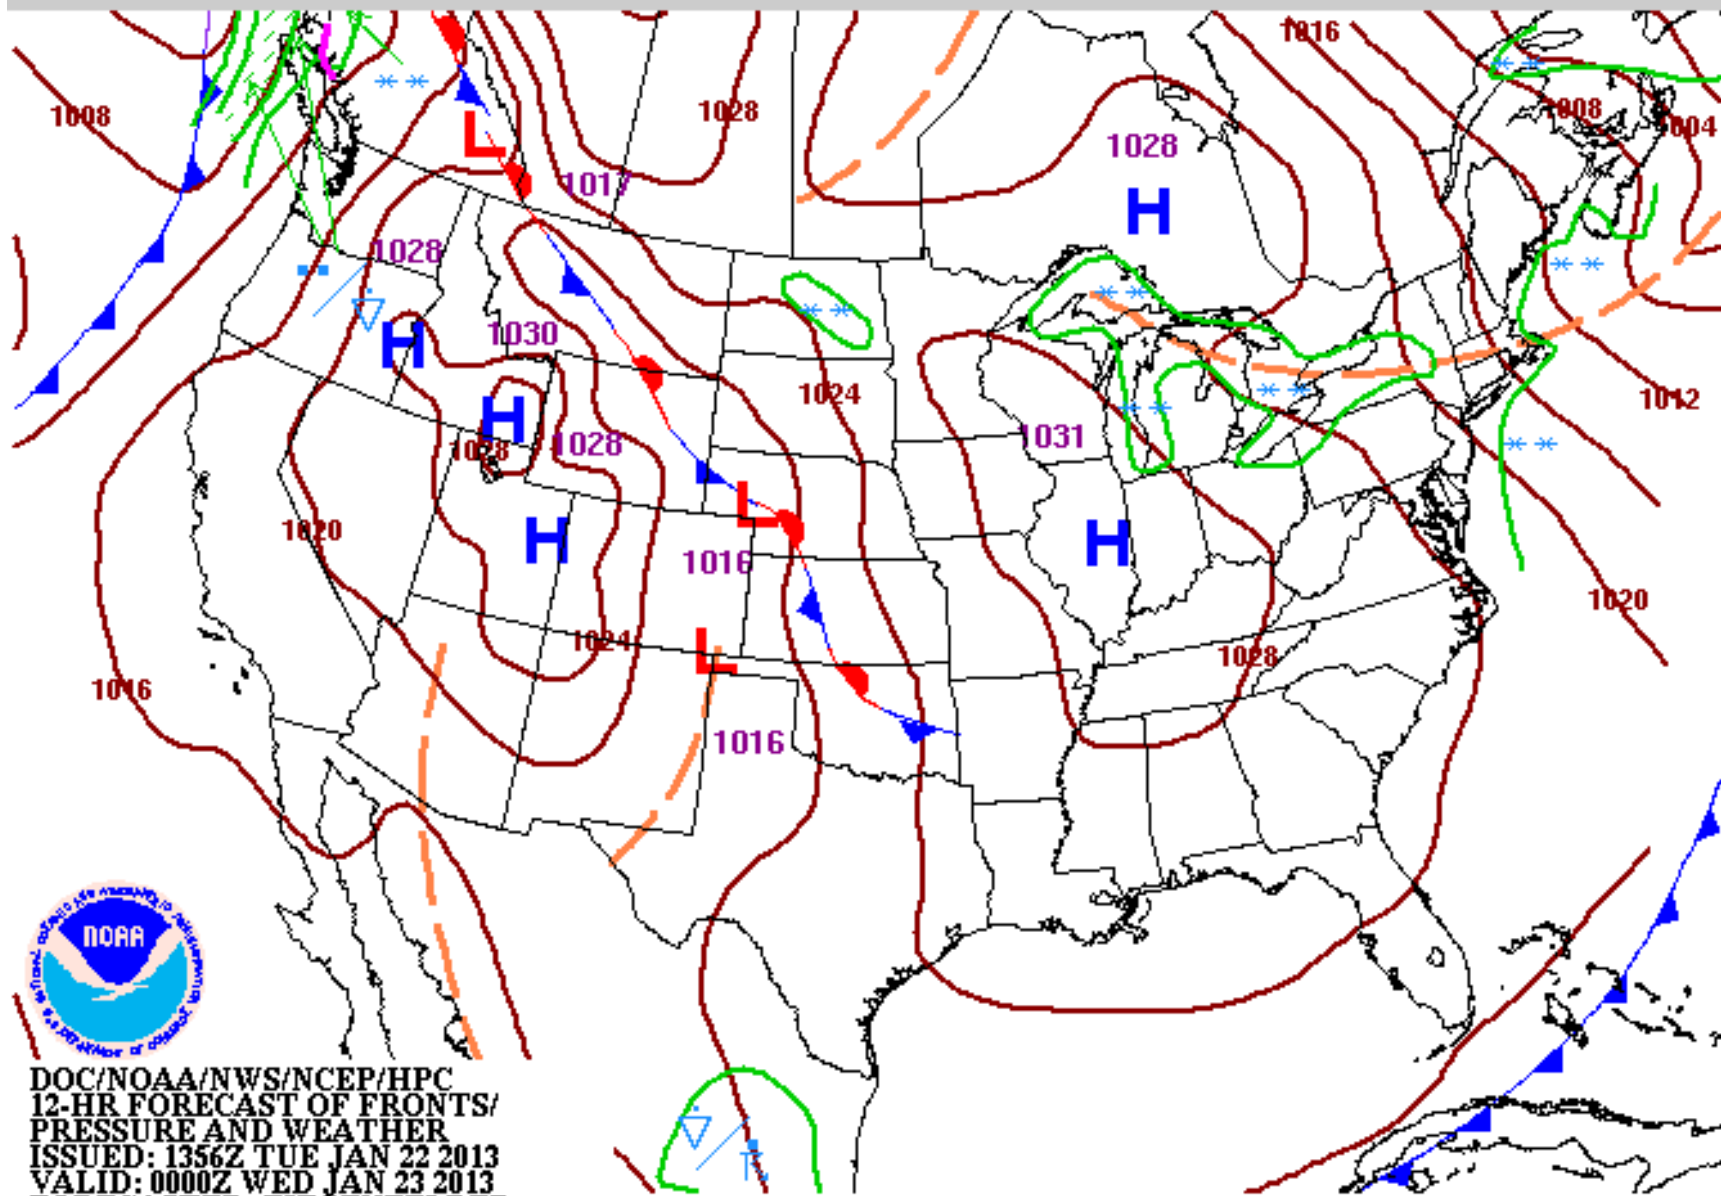 1016
1008
1028
1008
1004
1028
H
L
1017
1028
1030
H
1024
1012
H
1028
1028
1031
L
1020
H
1016
H
1020
1024
L
1028
1016
1016
NOAA
DOC/NOAA/NWS/NCEP/HPC
12-HR FORECAST OF FRONTS/
PRESSURE AND WEATHER
ISSUED: 1356Z TUE JAN 22 2013
VALID: 0000Z WED JAN 23 2013